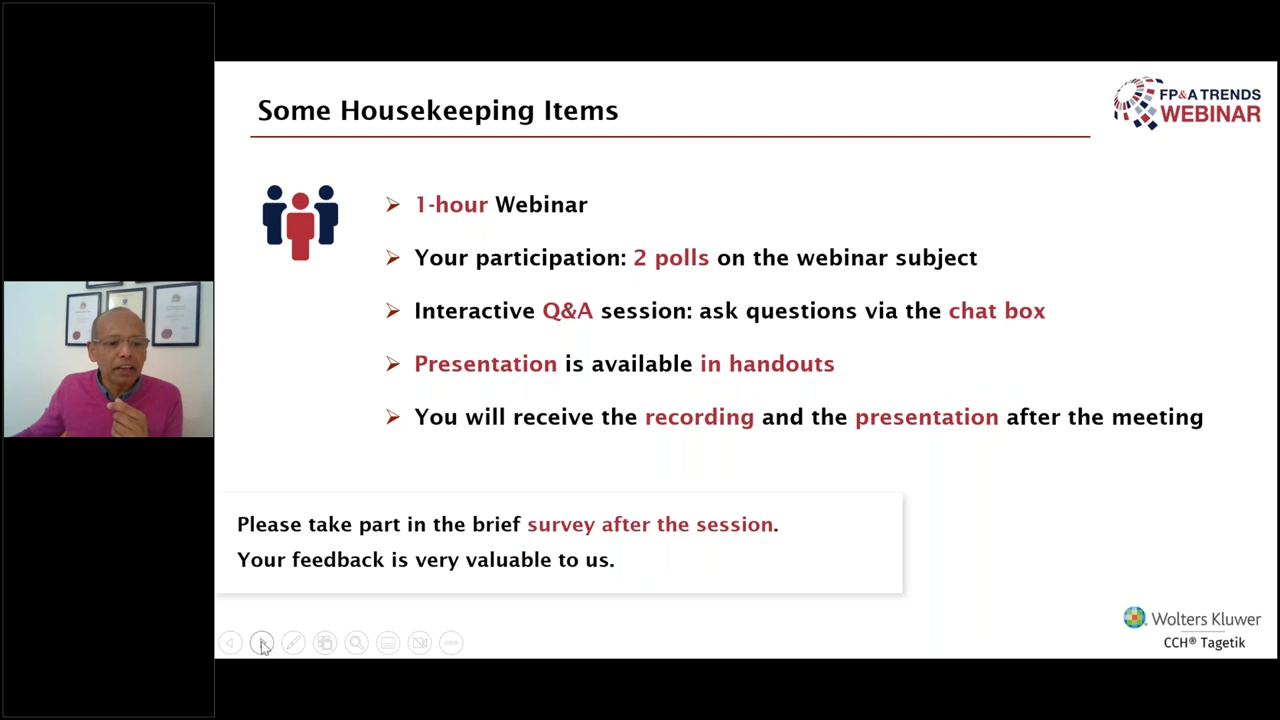 Some Housekeeping Items
FP&A TRENDS
WEBINAR
1-hour Webinar
Your participation: 2 polls on the webinar subject
Interactive Q&A session: ask questions via the chat box
Presentation is available in handouts
You will receive the recording and the presentation after the meeting
Please take part in the brief survey after the session.
Your feedback is very valuable to us.
Wolters Kluwer
CCH® Tagetik